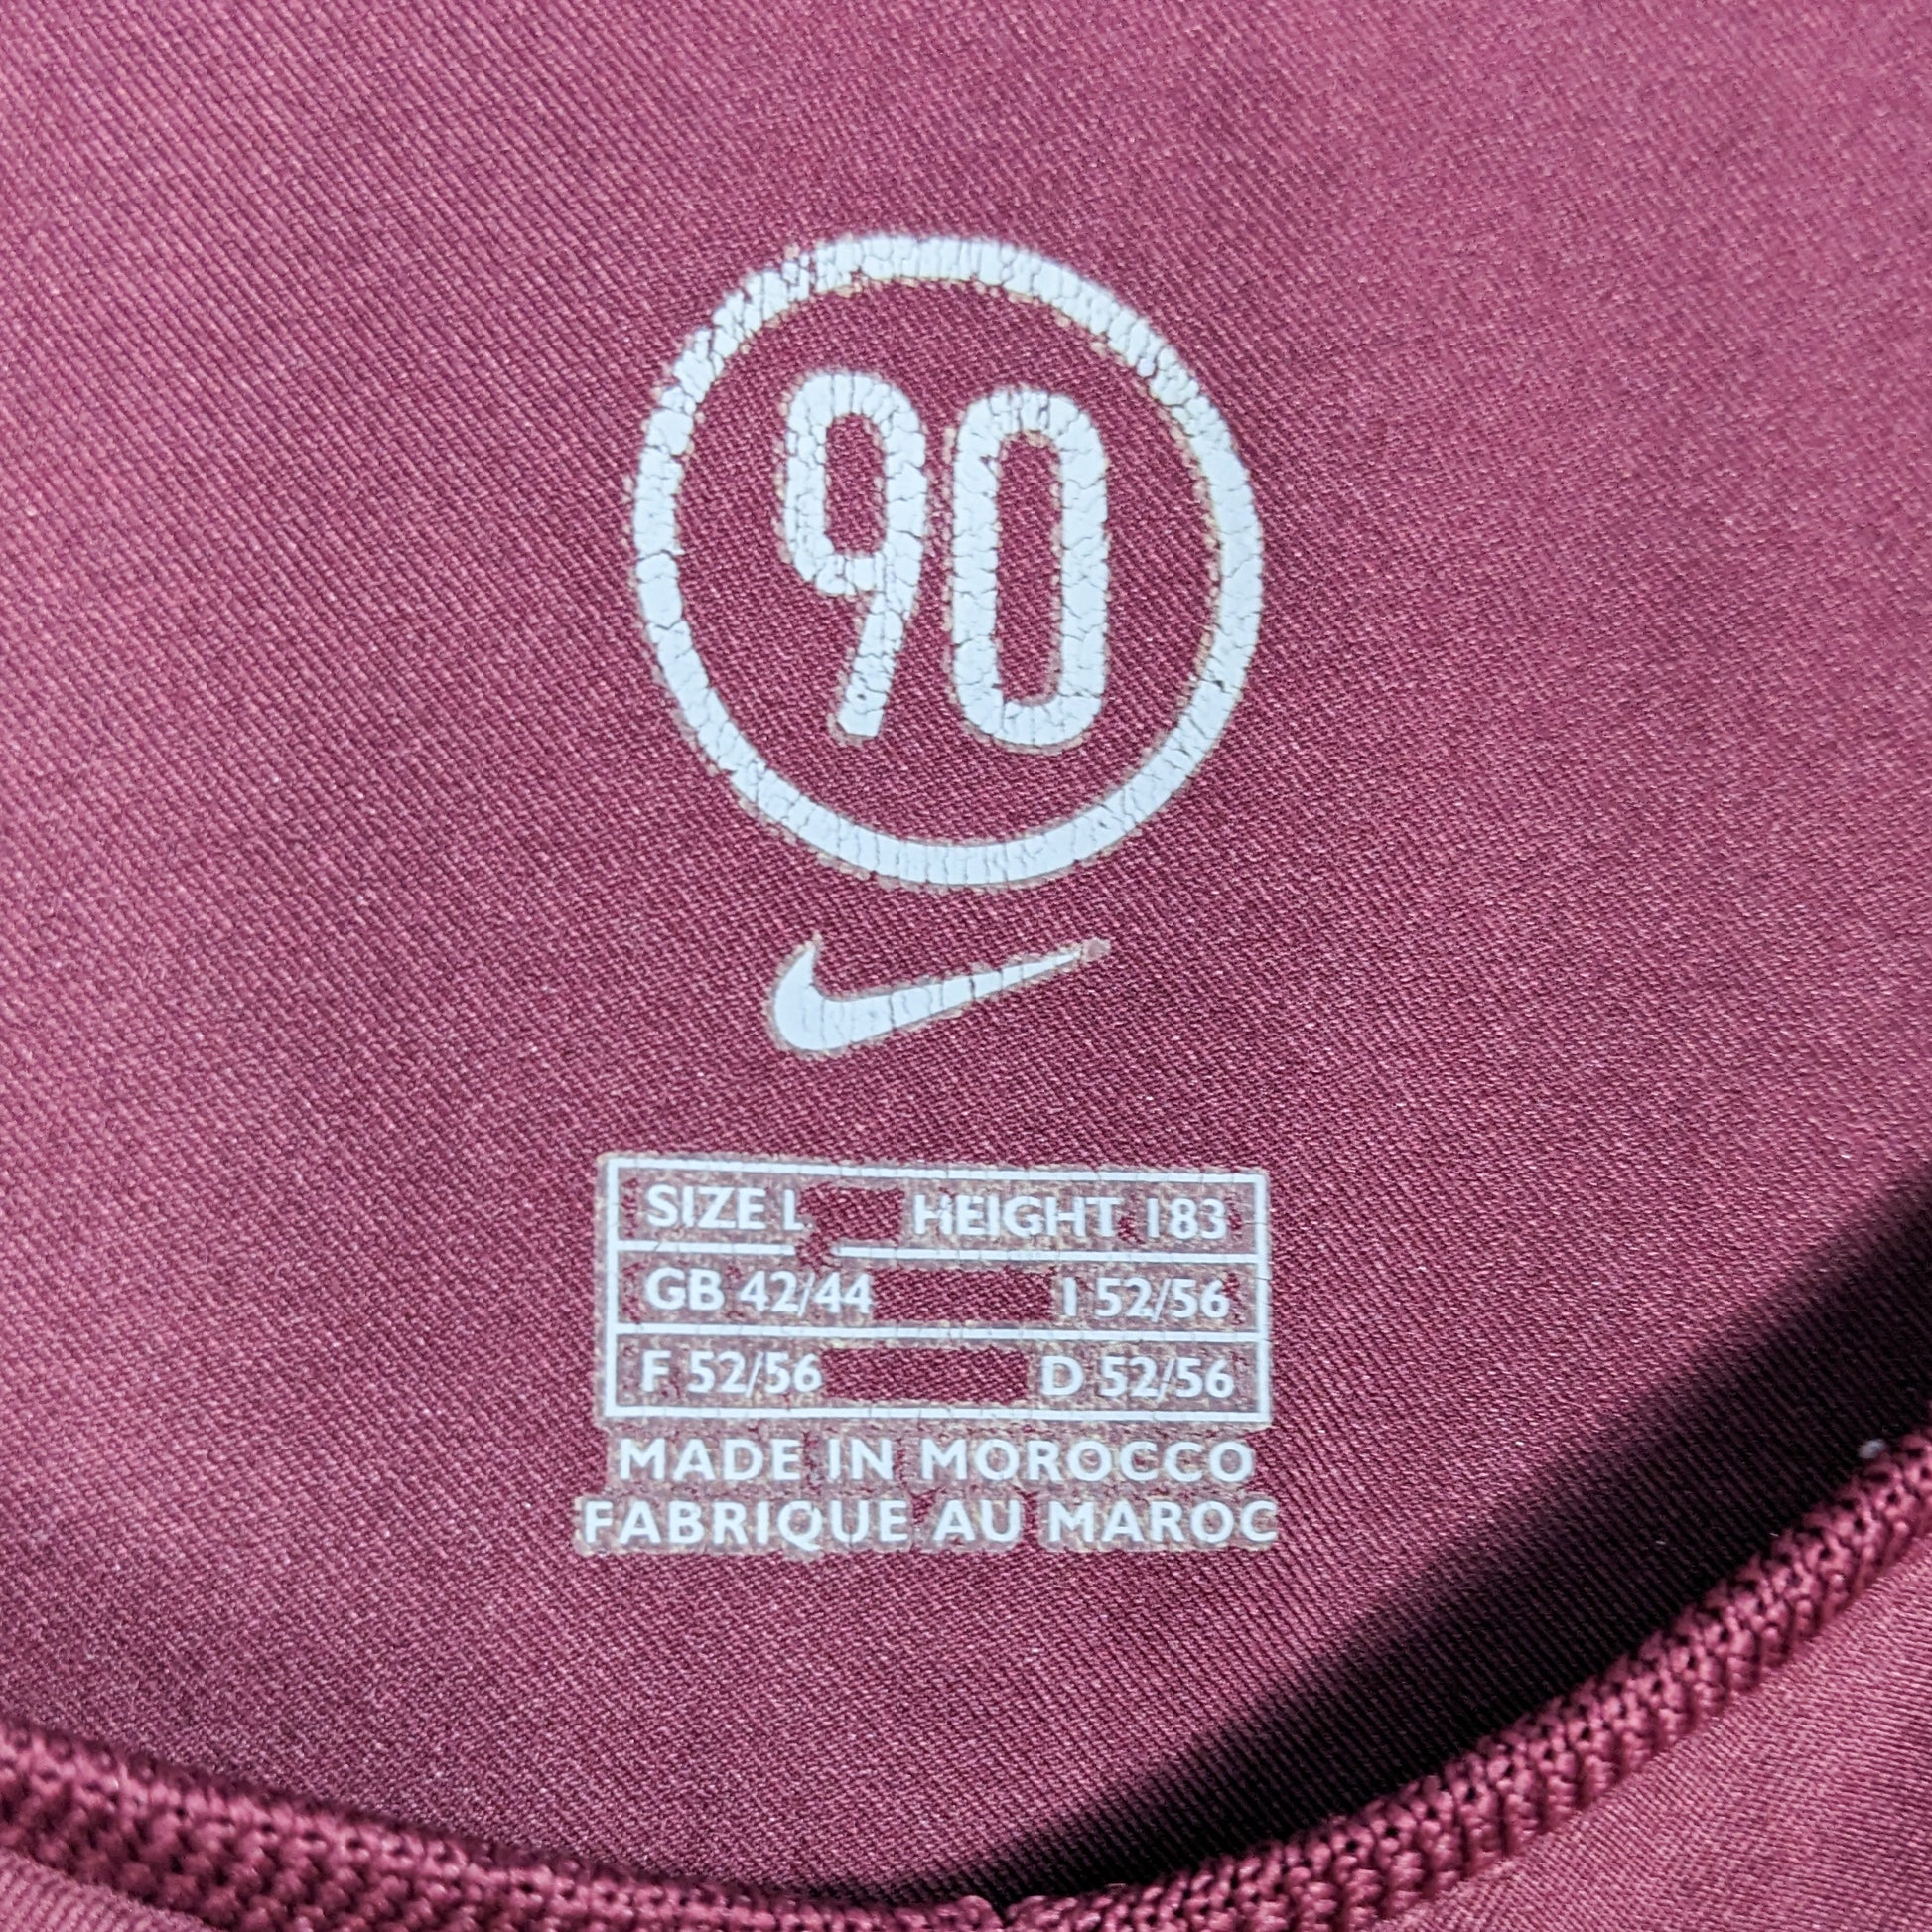 90
SIZE L HEIGHT 183
GB 42/44 I 52/56
F 52/56 D 52/56
MADE IN MOROCCO
FABRIQUE AU MAROC